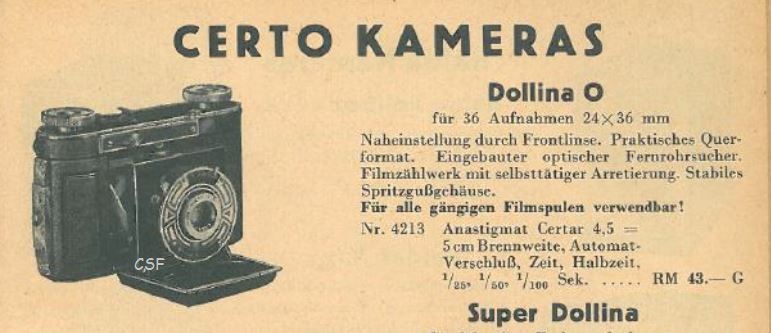 CERTO KAMERAS
Dollina O
für 36 Aufnahmen 24×36 mm
Naheinstellung durch Frontlinse. Praktisches Quer-
format. Eingebauter optischer Fernrohrsucher.
Filmzählwerk mit selbsttätiger Arretierung. Stabiles
Spritzgußgehäuse.
Für alle gängigen Filmspulen verwendbar!
Nr. 4213 Anastigmat Certar 4,5 =
5 cm Brennweite, Automat-
Verschluß, Zeit, Halbzeit,
1/25, 1/50, 1/100 Sek. ..... RM 43.— G
CSF
Super Dollina